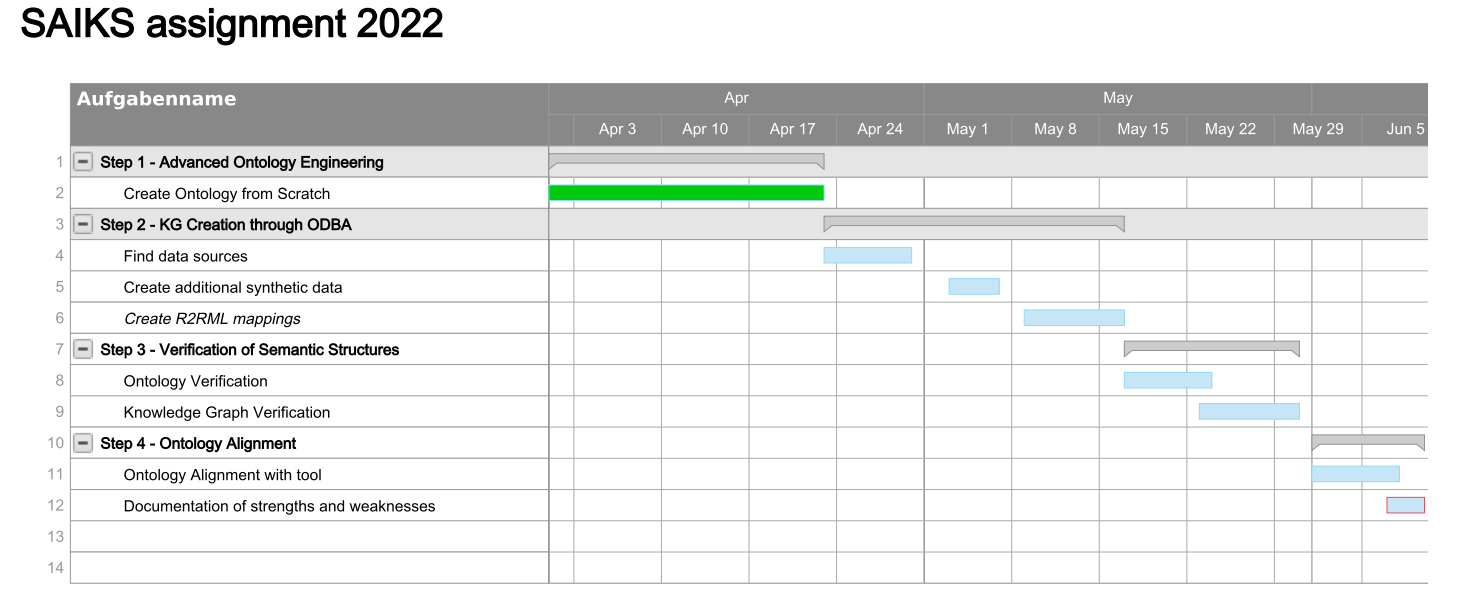 SAIKS assignment 2022
Aufgabenname
Apr
May
Apr 3
Apr 10
Apr 17
Apr 24
May 1
May 8
May 15
May 22
May 29
Jun 5
1 Step 1 - Advanced Ontology Engineering
2 Create Ontology from Scratch
3 Step 2 - KG Creation through ODBA
4 Find data sources
5 Create additional synthetic data
6 Create R2RML mappings
7 Step 3 - Verification of Semantic Structures
8 Ontology Verification
9 Knowledge Graph Verification
10 Step 4 - Ontology Alignment
11 Ontology Alignment with tool
12 Documentation of strengths and weaknesses
13
14